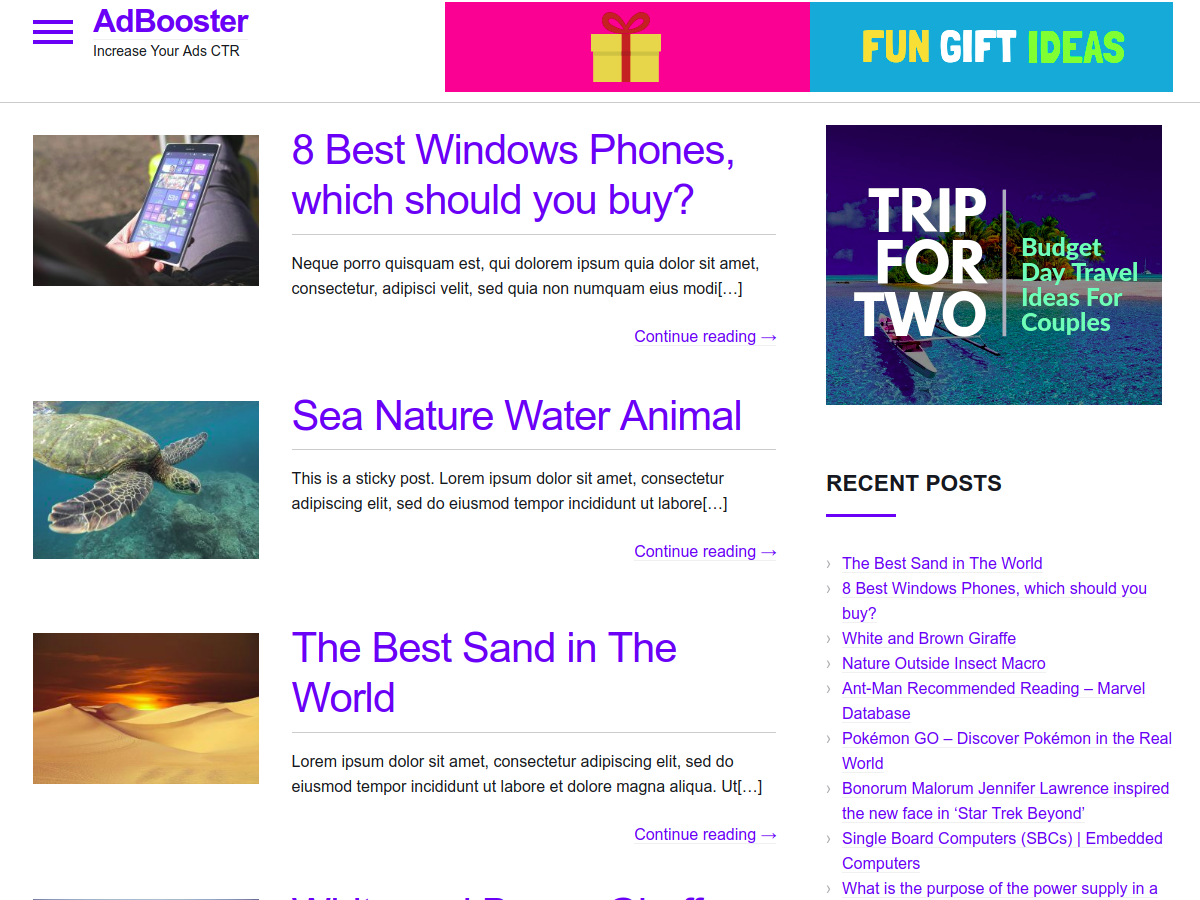 AdBooster
Increase Your Ads CTR
FUN GIFT IDEAS
8 Best Windows Phones,
which should you buy?
Neque porro quisquam est, qui dolorem ipsum quia dolor sit amet,
consectetur, adipisci velit, sed quia non numquam eius modi[…]
Continue reading →
Sea Nature Water Animal
This is a sticky post. Lorem ipsum dolor sit amet, consectetur
adipiscing elit, sed do eiusmod tempor incididunt ut labore[…]
Continue reading →
The Best Sand in The
World
Lorem ipsum dolor sit amet, consectetur adipiscing elit, sed do
eiusmod tempor incididunt ut labore et dolore magna aliqua. Ut[…]
Continue reading →
TRIP
FOR
TWO
Budget
Day Travel
Ideas For
Couples
RECENT POSTS
› The Best Sand in The World
› 8 Best Windows Phones, which should you
buy?
› White and Brown Giraffe
› Nature Outside Insect Macro
› Ant-Man Recommended Reading – Marvel
Database
› Pokémon GO – Discover Pokémon in the Real
World
› Bonorum Malorum Jennifer Lawrence inspired
the new face in ‘Star Trek Beyond’
› Single Board Computers (SBCs) | Embedded
Computers
› What is the purpose of the power supply in a